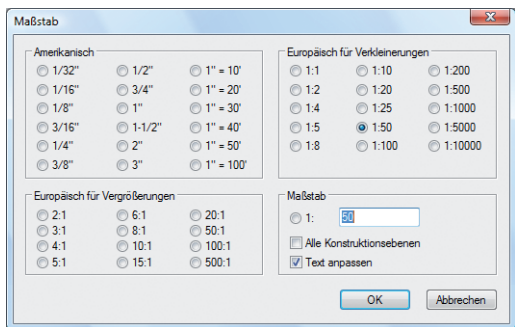 Maßstab
Amerikanisch
1/32" 1/2" 1" = 10'
1/16" 3/4" 1" = 20'
1/8" 1" 1" = 30'
3/16" 1-1/2" 1" = 40'
1/4" 2" 1" = 50'
3/8" 3" 1" = 100'
Europäisch für Verkleinerungen
1:1 1:10 1:200
1:2 1:20 1:500
1:4 1:25 1:1000
1:5 1:50 1:5000
1:8 1:100 1:10000
Europäisch für Vergrößerungen
2:1 6:1 20:1
3:1 8:1 50:1
4:1 10:1 100:1
5:1 15:1 500:1
Maßstab
1: 50
Alle Konstruktionsebenen
Text anpassen
OK Abbrechen